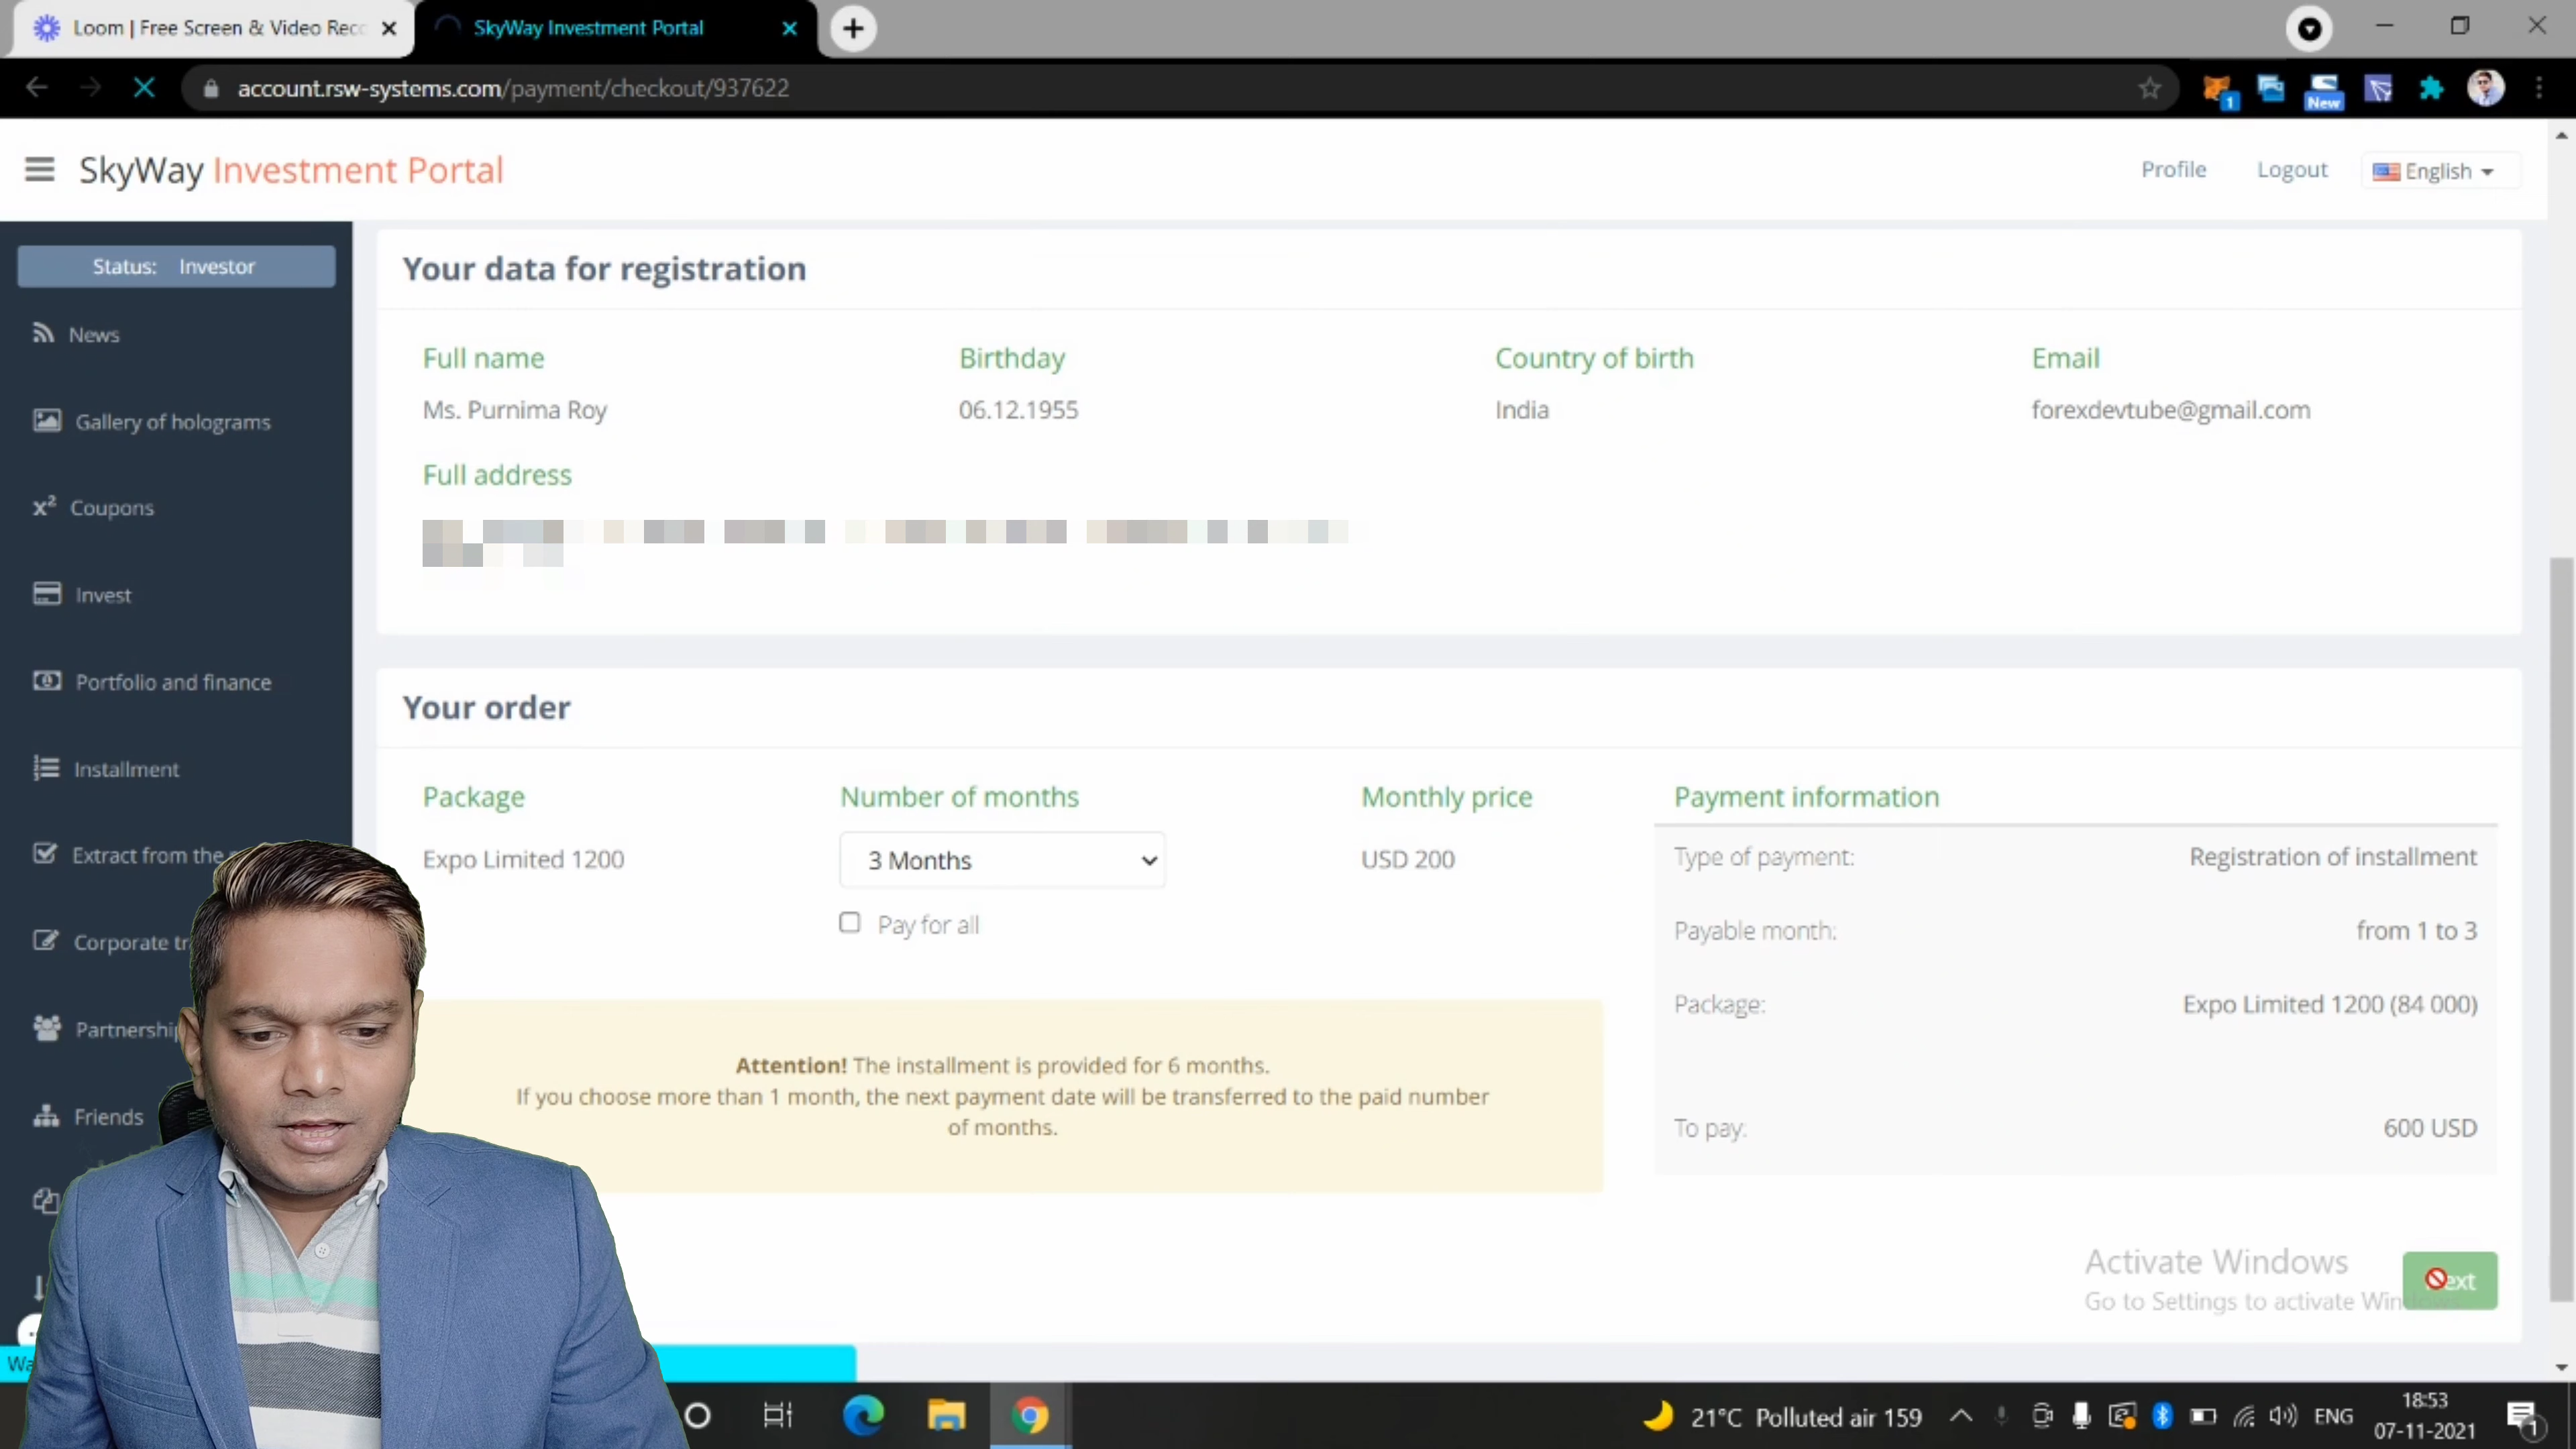 Loom | Free Screen & Video Rec
SkyWay Investment Portal
account.rsw-systems.com/payment/checkout/937622
1
New
SkyWay Investment Portal
Profile
Logout
English
Status: Investor
News
Gallery of holograms
x² Coupons
Invest
Portfolio and finance
Installment
Extract from the
Corporate
Partnership
Friends
Your data for registration
Full name
Birthday
Country of birth
Email
Ms. Purnima Roy
06.12.1955
India
forexdevtube@gmail.com
Full address
Your order
Package
Number of months
Monthly price
Payment information
Expo Limited 1200
3 Months
USD 200
Pay for all
Type of payment:
Registration of installment
Payable month:
from 1 to 3
Package:
Expo Limited 1200 (84 000)
To pay:
600 USD
Attention! The installment is provided for 6 months.
If you choose more than 1 month, the next payment date will be transferred to the paid number
of months.
Activate Windows
Go to Settings to activate
21°C Polluted air 159
ENG
18:53
07-11-2021
1